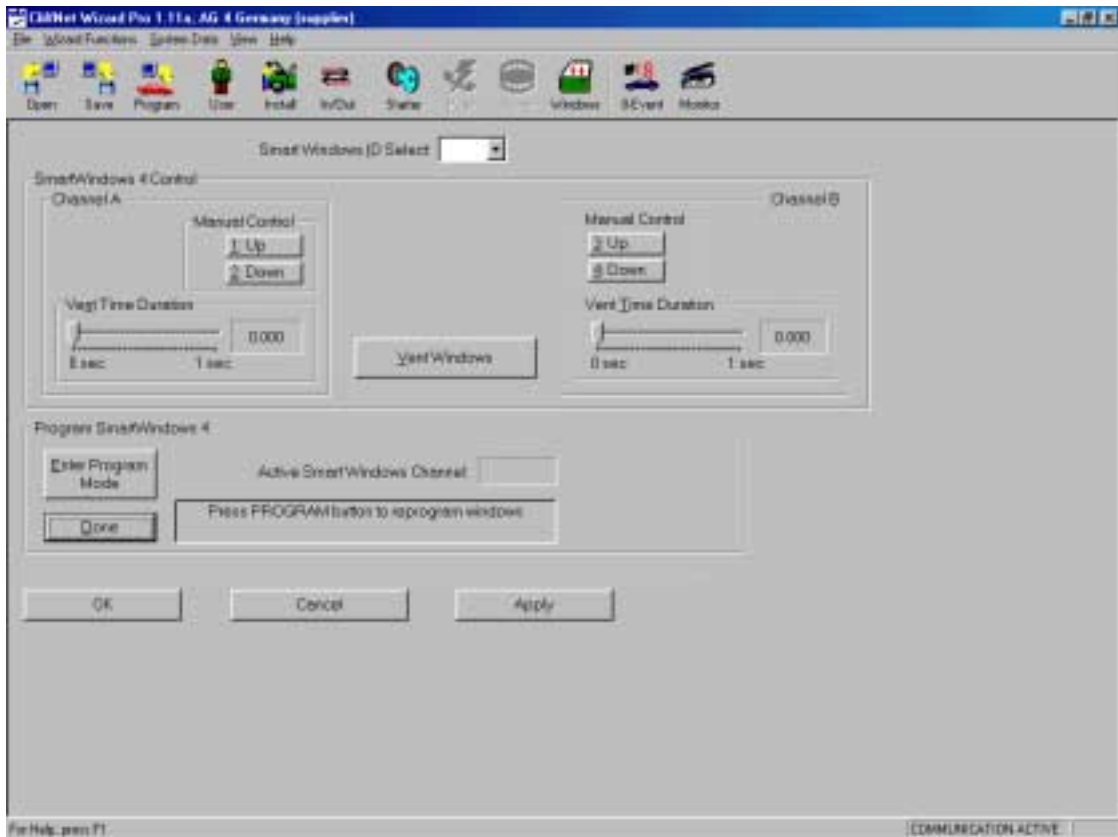 CliffNet Wizard Pro 1.11a, AG 4 Germany (supplier)
File Wizard Functions System Data View Help
Open Save Program User Install In/Out Starter Windows B-Event Monitor
Smart Windows ID Select:
SmartWindows 4 Control
Channel A
Channel B
Manual Control
Manual Control
1: Up
3: Up
2: Down
4: Down
Vent Time Duration
Vent Time Duration
0.000
0.000
0 sec
1 sec
0 sec
1 sec
Vent Windows
Program SmartWindows 4
Enter Program Mode
Active Smart Windows Channel:
Done
Press PROGRAM button to reprogram windows
OK Cancel Apply
For Help, press F1
COMMUNICATION ACTIVE